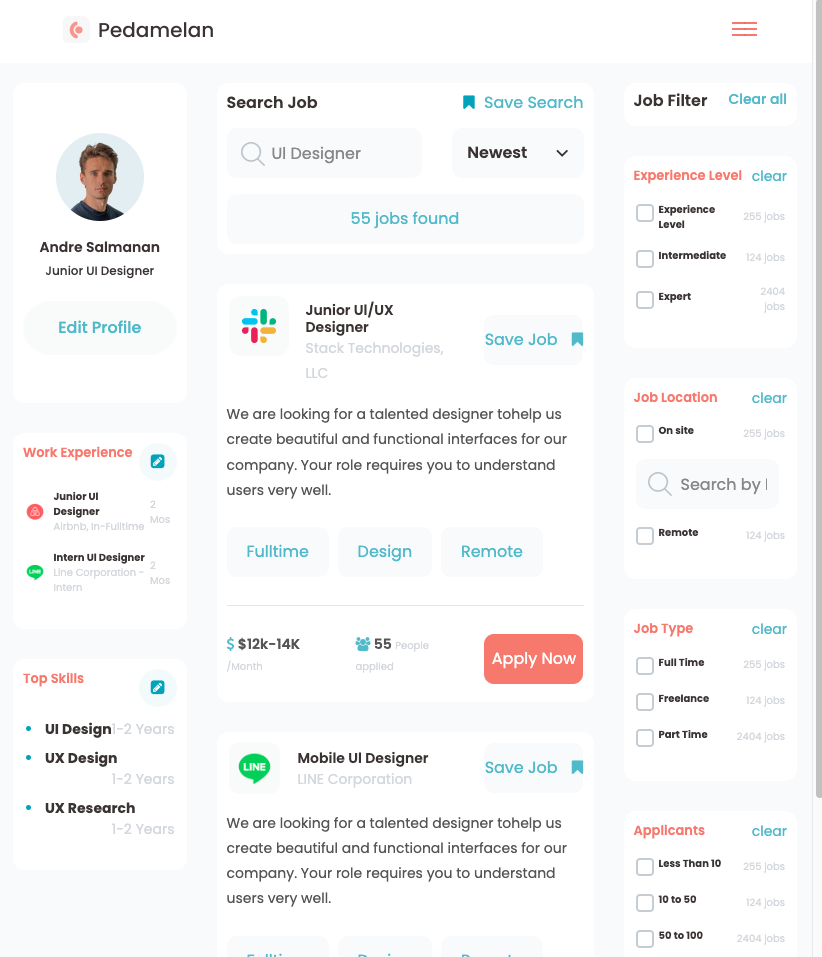 Pedamelan
Andre Salmanan
Junior UI Designer
Edit Profile
Work Experience
Junior UI
Designer
Airbnb, In-Fulltime
2
Mos
Intern UI Designer
Line Corporation -
Intern
2
Mos
Top Skills
UI Design 1-2 Years
UX Design
1-2 Years
UX Research
1-2 Years
Search Job
Save Search
UI Designer
Newest
55 jobs found
Junior UI/UX
Designer
Stack Technologies,
LLC
Save Job
We are looking for a talented designer tohelp us
create beautiful and functional interfaces for our
company. Your role requires you to understand
users very well.
Fulltime
Design
Remote
$ $12k-14K
/Month
55 People
applied
Apply Now
LINE
Mobile UI Designer
LINE Corporation
Save Job
We are looking for a talented designer tohelp us
create beautiful and functional interfaces for our
company. Your role requires you to understand
users very well.
Job Filter
Clear all
Experience Level
clear
Experience
Level
255 jobs
Intermediate
124 jobs
Expert
2404
jobs
Job Location
clear
On site
255 jobs
Search by
Remote
124 jobs
Job Type
clear
Full Time
255 jobs
Freelance
124 jobs
Part Time
2404 jobs
Applicants
clear
Less Than 10
255 jobs
10 to 50
124 jobs
50 to 100
2404 jobs